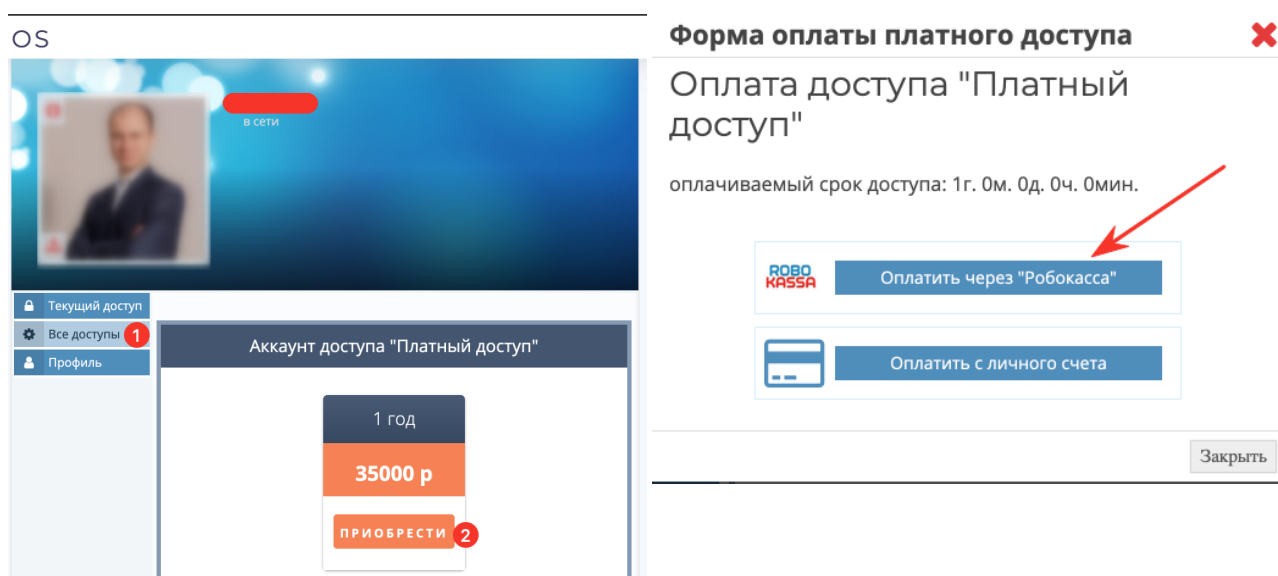 OS
в сети
Текущий доступ
Все доступы 1
Профиль
Аккаунт доступа "Платный доступ"
1 год
35000 р
ПРИОБРЕСТИ 2
Форма оплаты платного доступа
Оплата доступа "Платный
доступ"
оплачиваемый срок доступа: 1г. 0м. 0д. 0ч. 0мин.
ROBO
KASSA
Оплатить через "Робокасса"
Оплатить с личного счета
Закрыть